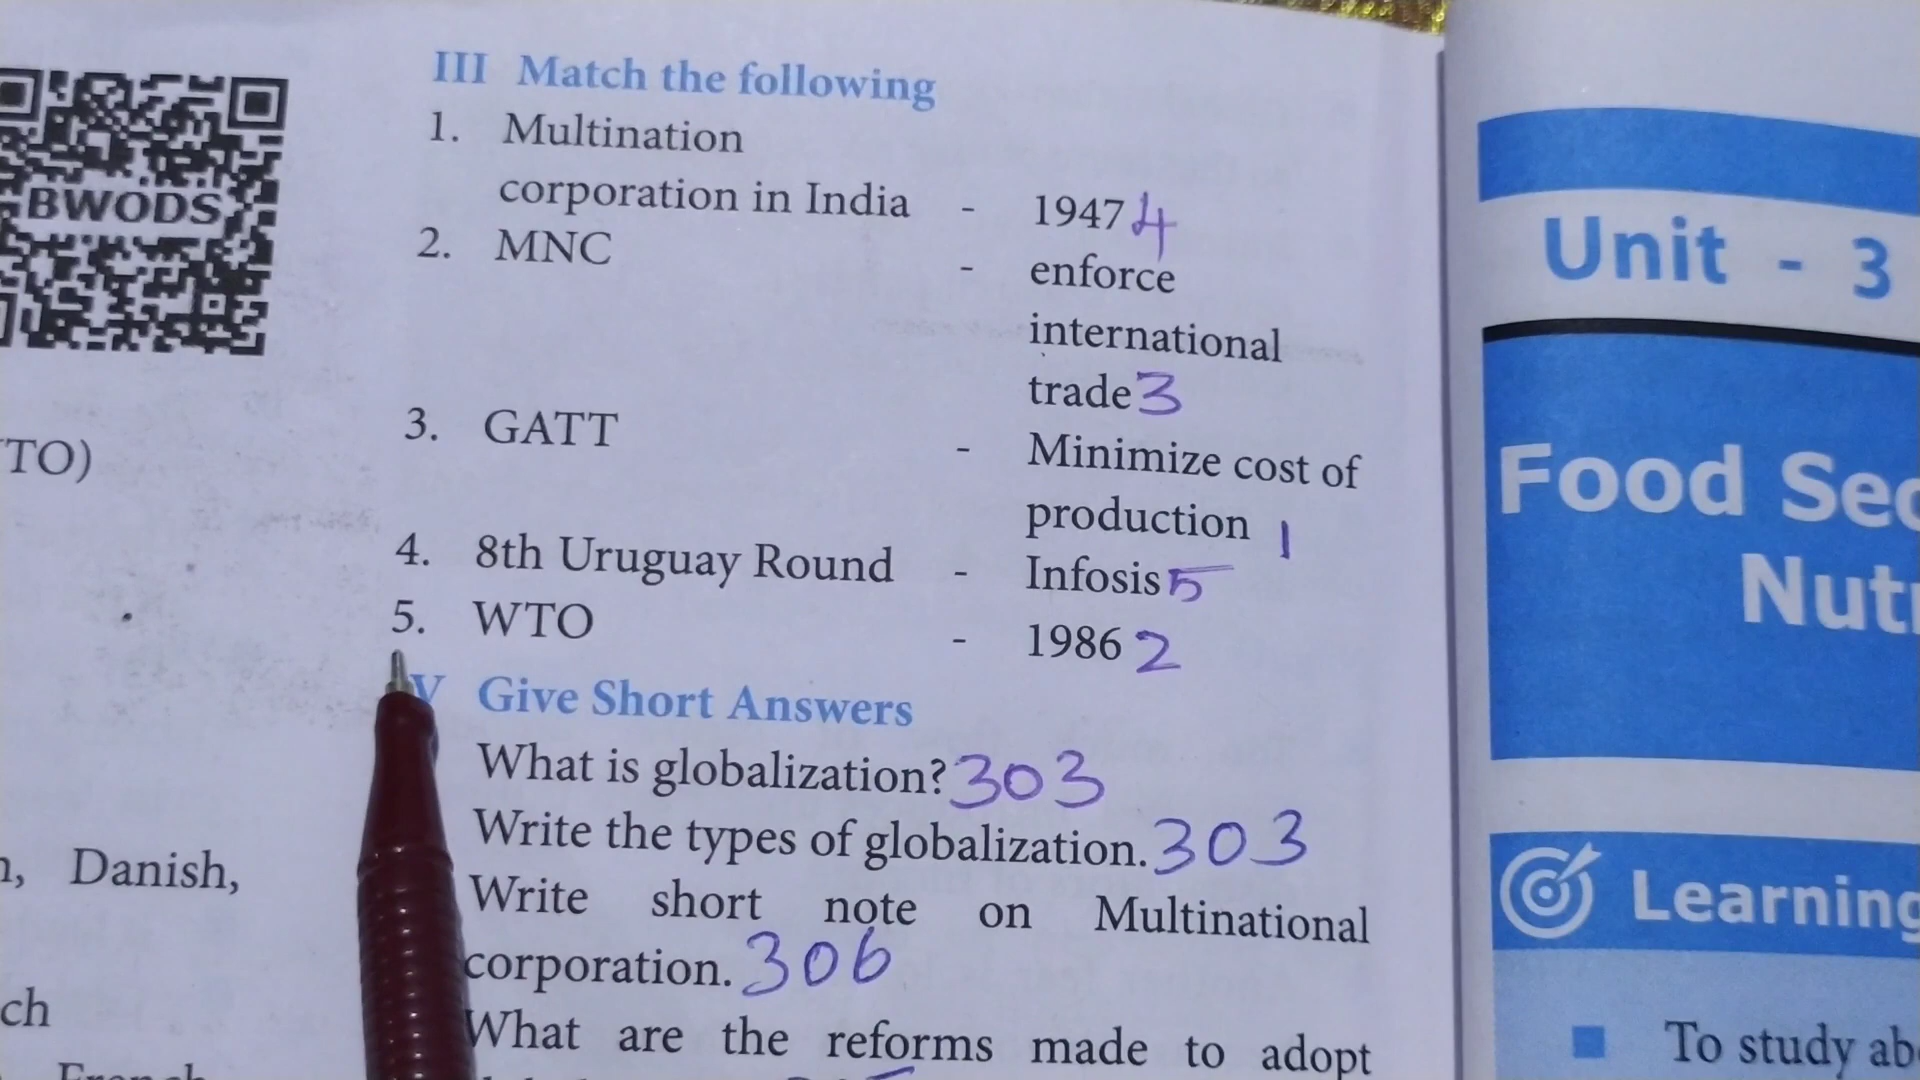 BWODS
TO)
Danish,
ch
III Match the following
1. Multination
corporation in India - 1947 4
2. MNC - enforce
international
trade 3
3. GATT - Minimize cost of
production 1
4. 8th Uruguay Round - Infosis 5
5. WTO - 1986 2
V Give Short Answers
What is globalization? 303
Write the types of globalization. 303
Write short note on Multinational
corporation. 306
What are the reforms made to adopt
Unit - 3
Food Sec
Nutr
Learning
To study ab